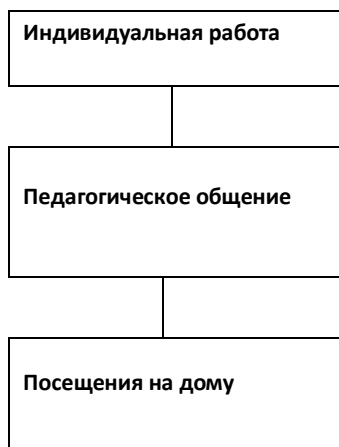 Индивидуальная работа
Педагогическое общение
Посещения на дому